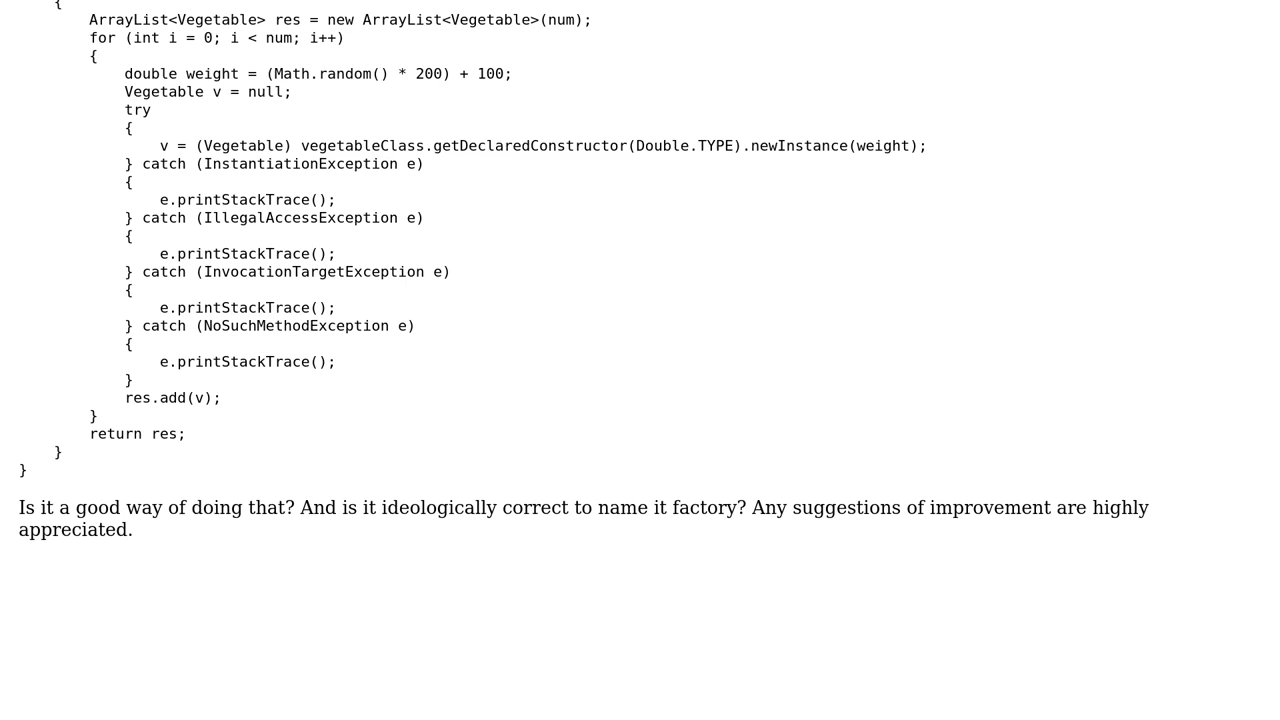 {
        ArrayList<Vegetable> res = new ArrayList<Vegetable>(num);
        for (int i = 0; i < num; i++)
        {
            double weight = (Math.random() * 200) + 100;
            Vegetable v = null;
            try
            {
                v = (Vegetable) vegetableClass.getDeclaredConstructor(Double.TYPE).newInstance(weight);
            } catch (InstantiationException e)
            {
                e.printStackTrace();
            } catch (IllegalAccessException e)
            {
                e.printStackTrace();
            } catch (InvocationTargetException e)
            {
                e.printStackTrace();
            } catch (NoSuchMethodException e)
            {
                e.printStackTrace();
            }
            res.add(v);
        }
        return res;
    }
}
Is it a good way of doing that? And is it ideologically correct to name it factory? Any suggestions of improvement are highly
appreciated.